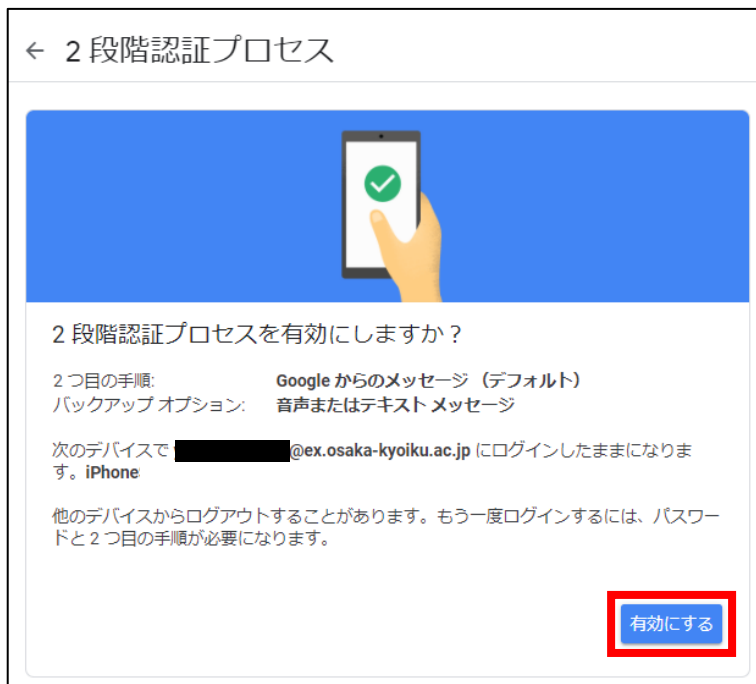 ← 2 段階認証プロセス
2 段階認証プロセスを有効にしますか？
2 つ目の手順: Google からのメッセージ （デフォルト）
バックアップ オプション: 音声またはテキスト メッセージ
次のデバイスで @ex.osaka-kyoiku.ac.jp にログインしたままになりま
す。iPhone
他のデバイスからログアウトすることがあります。もう一度ログインするには、パスワー
ドと 2 つ目の手順が必要になります。
有効にする